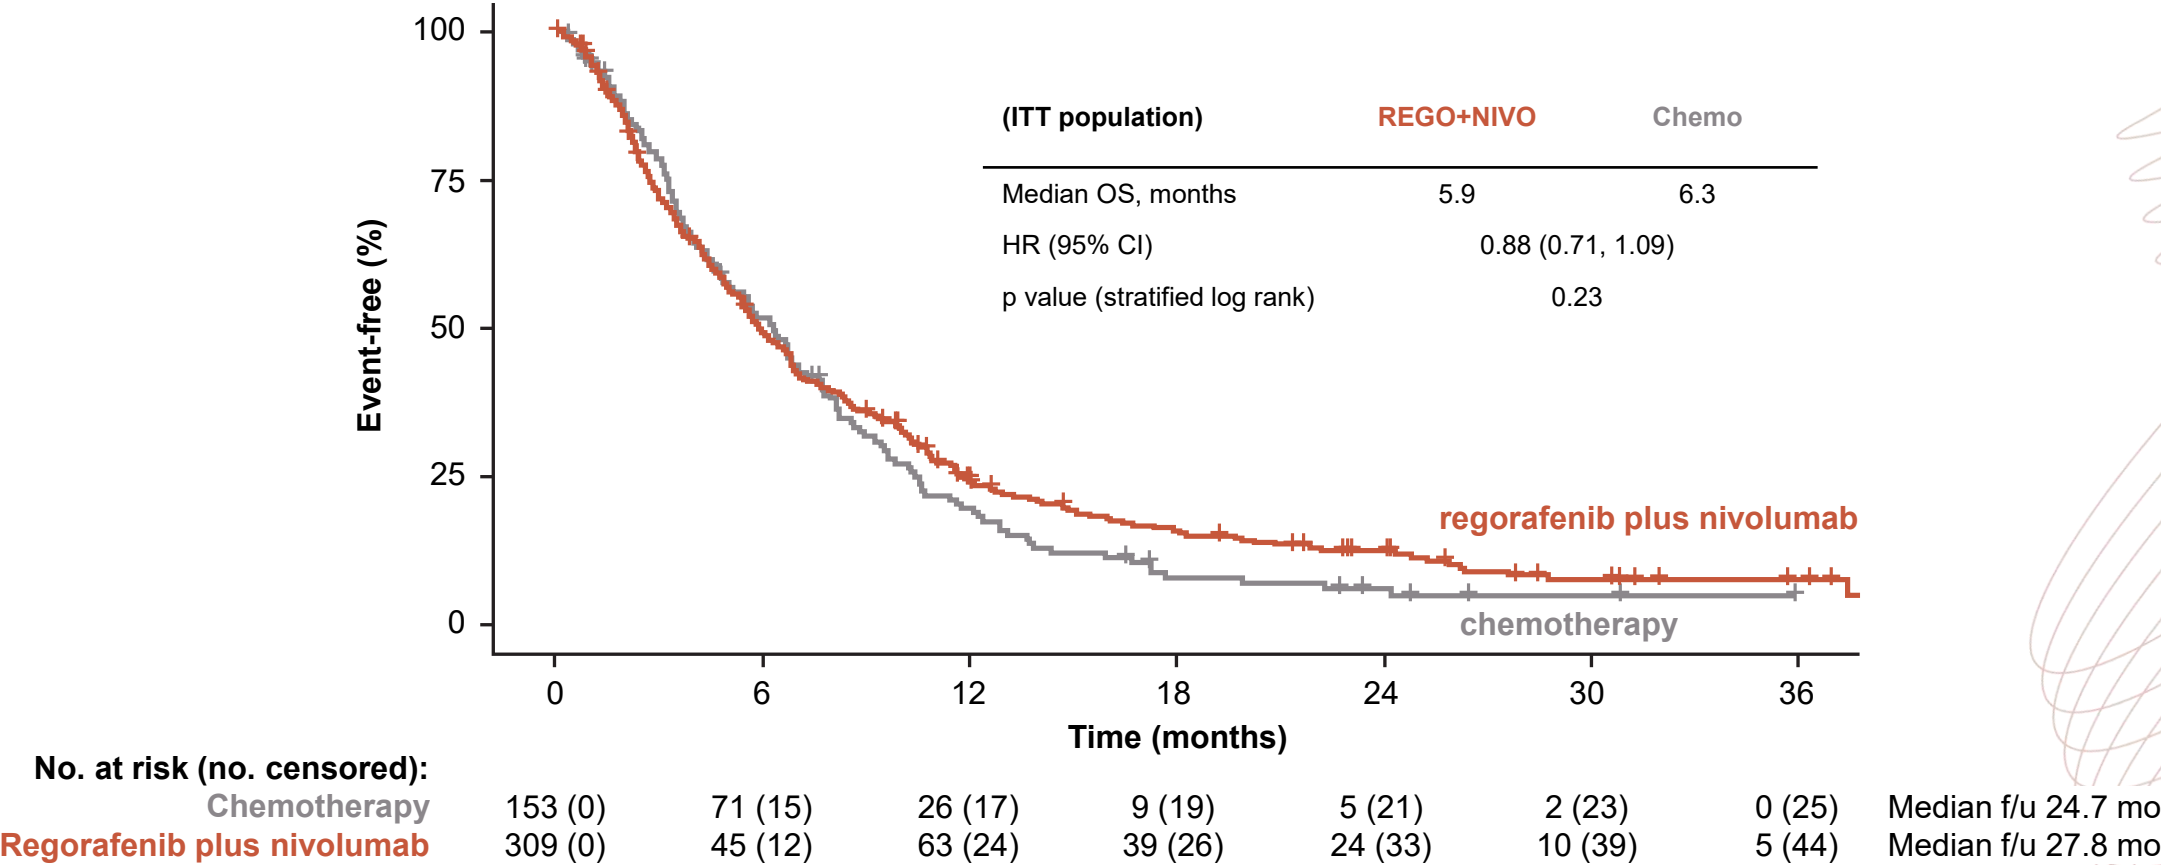 100
75
50
25
0
Event-free (%)
(ITT population) REGO+NIVO Chemo
Median OS, months 5.9 6.3
HR (95% CI) 0.88 (0.71, 1.09)
p value (stratified log rank) 0.23
regorafenib plus nivolumab
chemotherapy
0 6 12 18 24 30 36
Time (months)
No. at risk (no. censored):
Chemotherapy 153 (0) 71 (15) 26 (17) 9 (19) 5 (21) 2 (23) 0 (25) Median f/u 24.7 mo
Regorafenib plus nivolumab 309 (0) 45 (12) 63 (24) 39 (26) 24 (33) 10 (39) 5 (44) Median f/u 27.8 mo